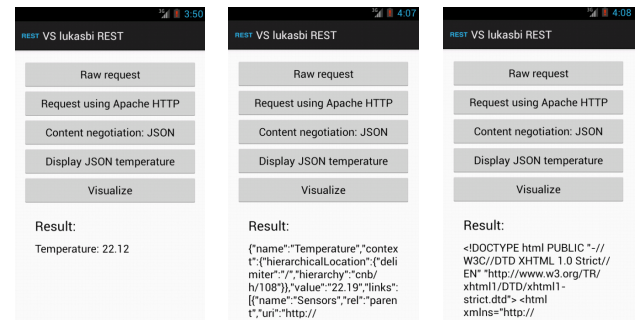 3G 3:50
REST VS lukasbi REST
Raw request
Request using Apache HTTP
Content negotiation: JSON
Display JSON temperature
Visualize
Result:
Temperature: 22.12
3G 4:07
REST VS lukasbi REST
Raw request
Request using Apache HTTP
Content negotiation: JSON
Display JSON temperature
Visualize
Result:
{"name":"Temperature","contex
t":{"hierarchicalLocation":{"deli
miter":"/","hierarchy":"cnb/
h/108"}},"value":"22.19","links":
[{"name":"Sensors","rel":"paren
t","uri":"http://
3G 4:08
REST VS lukasbi REST
Raw request
Request using Apache HTTP
Content negotiation: JSON
Display JSON temperature
Visualize
Result:
<!DOCTYPE html PUBLIC "-//
W3C//DTD XHTML 1.0 Strict//
EN" "http://www.w3.org/TR/
xhtml1/DTD/xhtml1-
strict.dtd"> <html
xmlns="http://